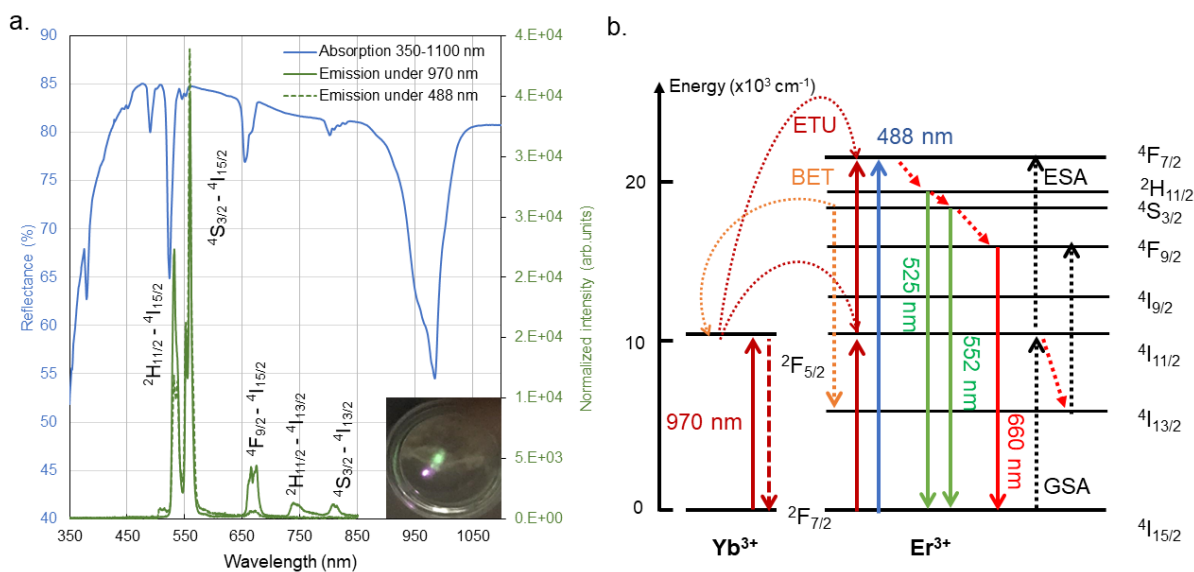 a.
90
85
80
75
70
65
60
55
50
45
40
Reflectance (%)
350 450 550 650 750 850 950 1050
Wavelength (nm)
4.E+04
4.E+04
3.E+04
3.E+04
2.E+04
2.E+04
1.E+04
5.E+03
0.E+00
Normalized intensity (arb.units)
Absorption 350-1100 nm
Emission under 970 nm
Emission under 488 nm
⁴S₃/₂ - ⁴I₁₅/₂
²H₁₁/₂ - ⁴I₁₅/₂
⁴F₉/₂ - ⁴I₁₅/₂
²H₁₁/₂ - ⁴I₁₃/₂
⁴S₃/₂ - ⁴I₁₃/₂
b.
Energy (x10³ cm⁻¹)
20
10
0
ETU
BET
488 nm
ESA
GSA
970 nm
525 nm
552 nm
660 nm
²F₅/₂
²F₇/₂
⁴F₇/₂
²H₁₁/₂
⁴S₃/₂
⁴F₉/₂
⁴I₉/₂
⁴I₁₁/₂
⁴I₁₃/₂
⁴I₁₅/₂
Yb³⁺
Er³⁺